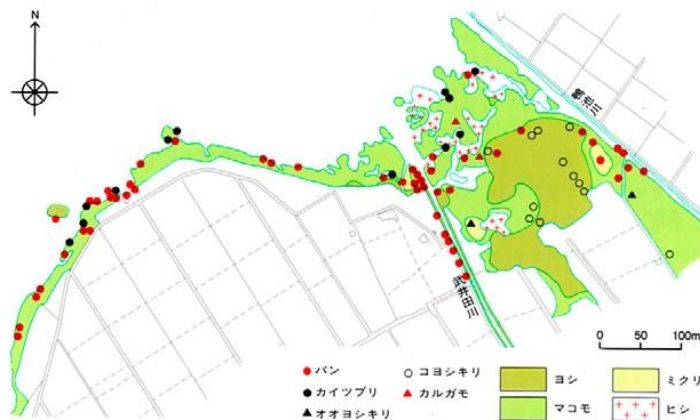 N
鴨池川
武井田川
0 50 100m
バン
コヨシキリ
ヨシ
ミクリ
カイツブリ
カルガモ
マコモ
ヒシ
オオヨシキリ